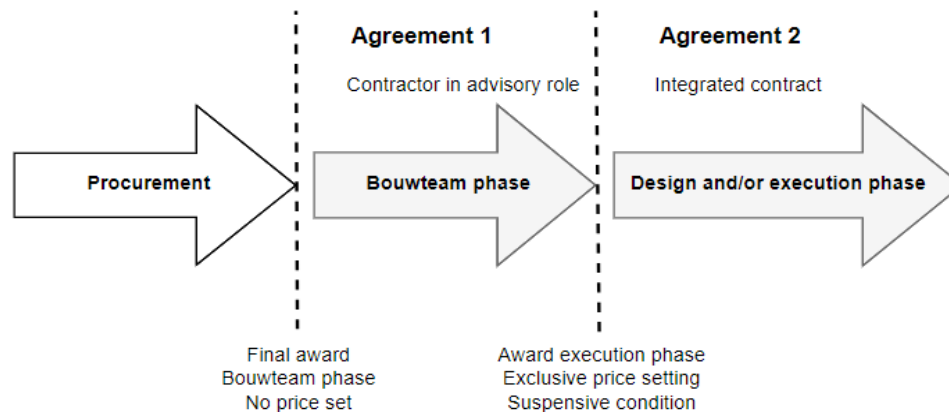 Agreement 1
Agreement 2
Contractor in advisory role
Integrated contract
Procurement
Bouwteam phase
Design and/or execution phase
Final award
Bouwteam phase
No price set
Award execution phase
Exclusive price setting
Suspensive condition